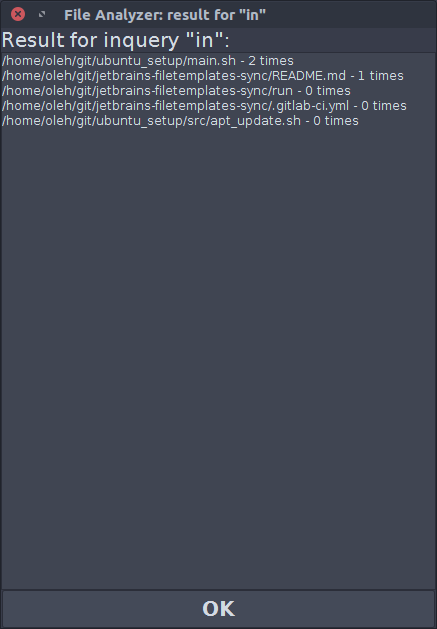 File Analyzer: result for "in"
Result for inquery "in":
/home/oleh/git/ubuntu_setup/main.sh - 2 times
/home/oleh/git/jetbrains-filetemplates-sync/README.md - 1 times
/home/oleh/git/jetbrains-filetemplates-sync/run - 0 times
/home/oleh/git/jetbrains-filetemplates-sync/.gitlab-ci.yml - 0 times
/home/oleh/git/ubuntu_setup/src/apt_update.sh - 0 times
OK